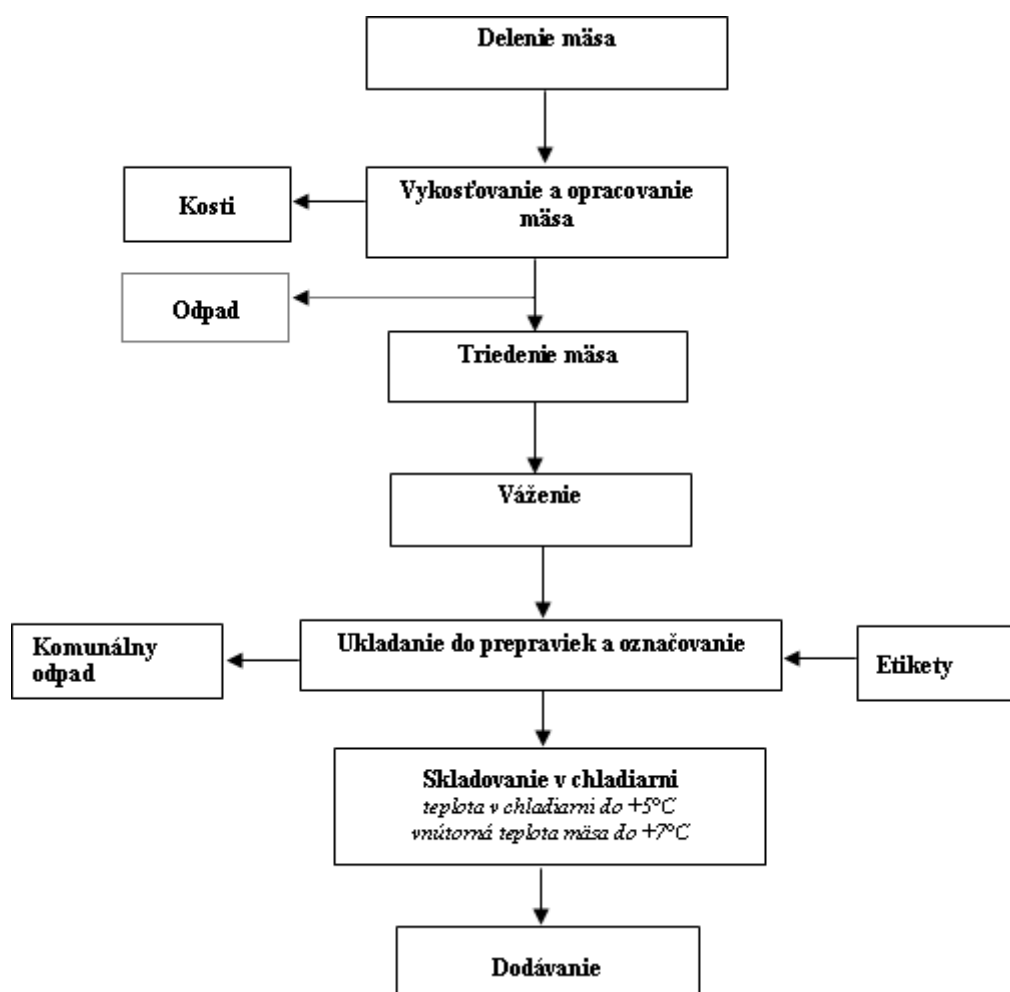 Delenie mäsa
Vykosťovanie a opracovanie
mäsa
Kosti
Odpad
Triedenie mäsa
Váženie
Ukladanie do prepraviek a označovanie
Komunálny
odpad
Etikety
Skladovanie v chladiarni
teplota v chladiarni do +5°C
vnútorná teplota mäsa do +7°C
Dodávanie